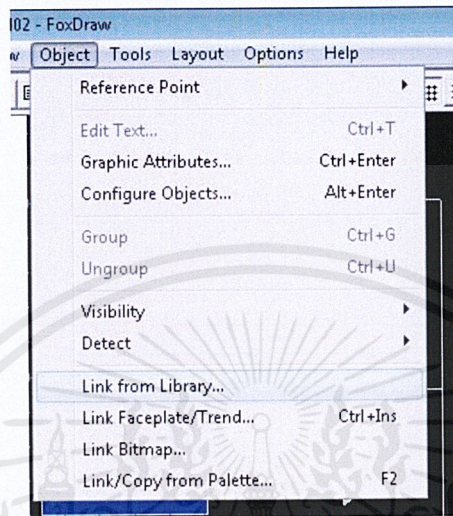 02 - FoxDraw
w Object Tools Layout Options Help
Reference Point
Edit Text... Ctrl+T
Graphic Attributes... Ctrl+Enter
Configure Objects... Alt+Enter
Group Ctrl+G
Ungroup Ctrl+U
Visibility
Detect
Link from Library...
Link Faceplate/Trend... Ctrl+Ins
Link Bitmap...
Link/Copy from Palette... F2